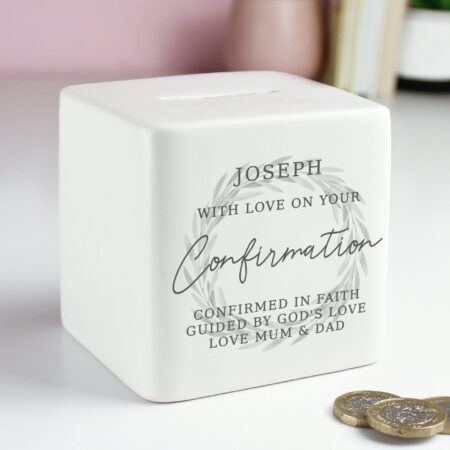 JOSEPH
WITH LOVE ON YOUR
Confirmation
CONFIRMED IN FAITH
GUIDED BY GOD'S LOVE
LOVE MUM & DAD